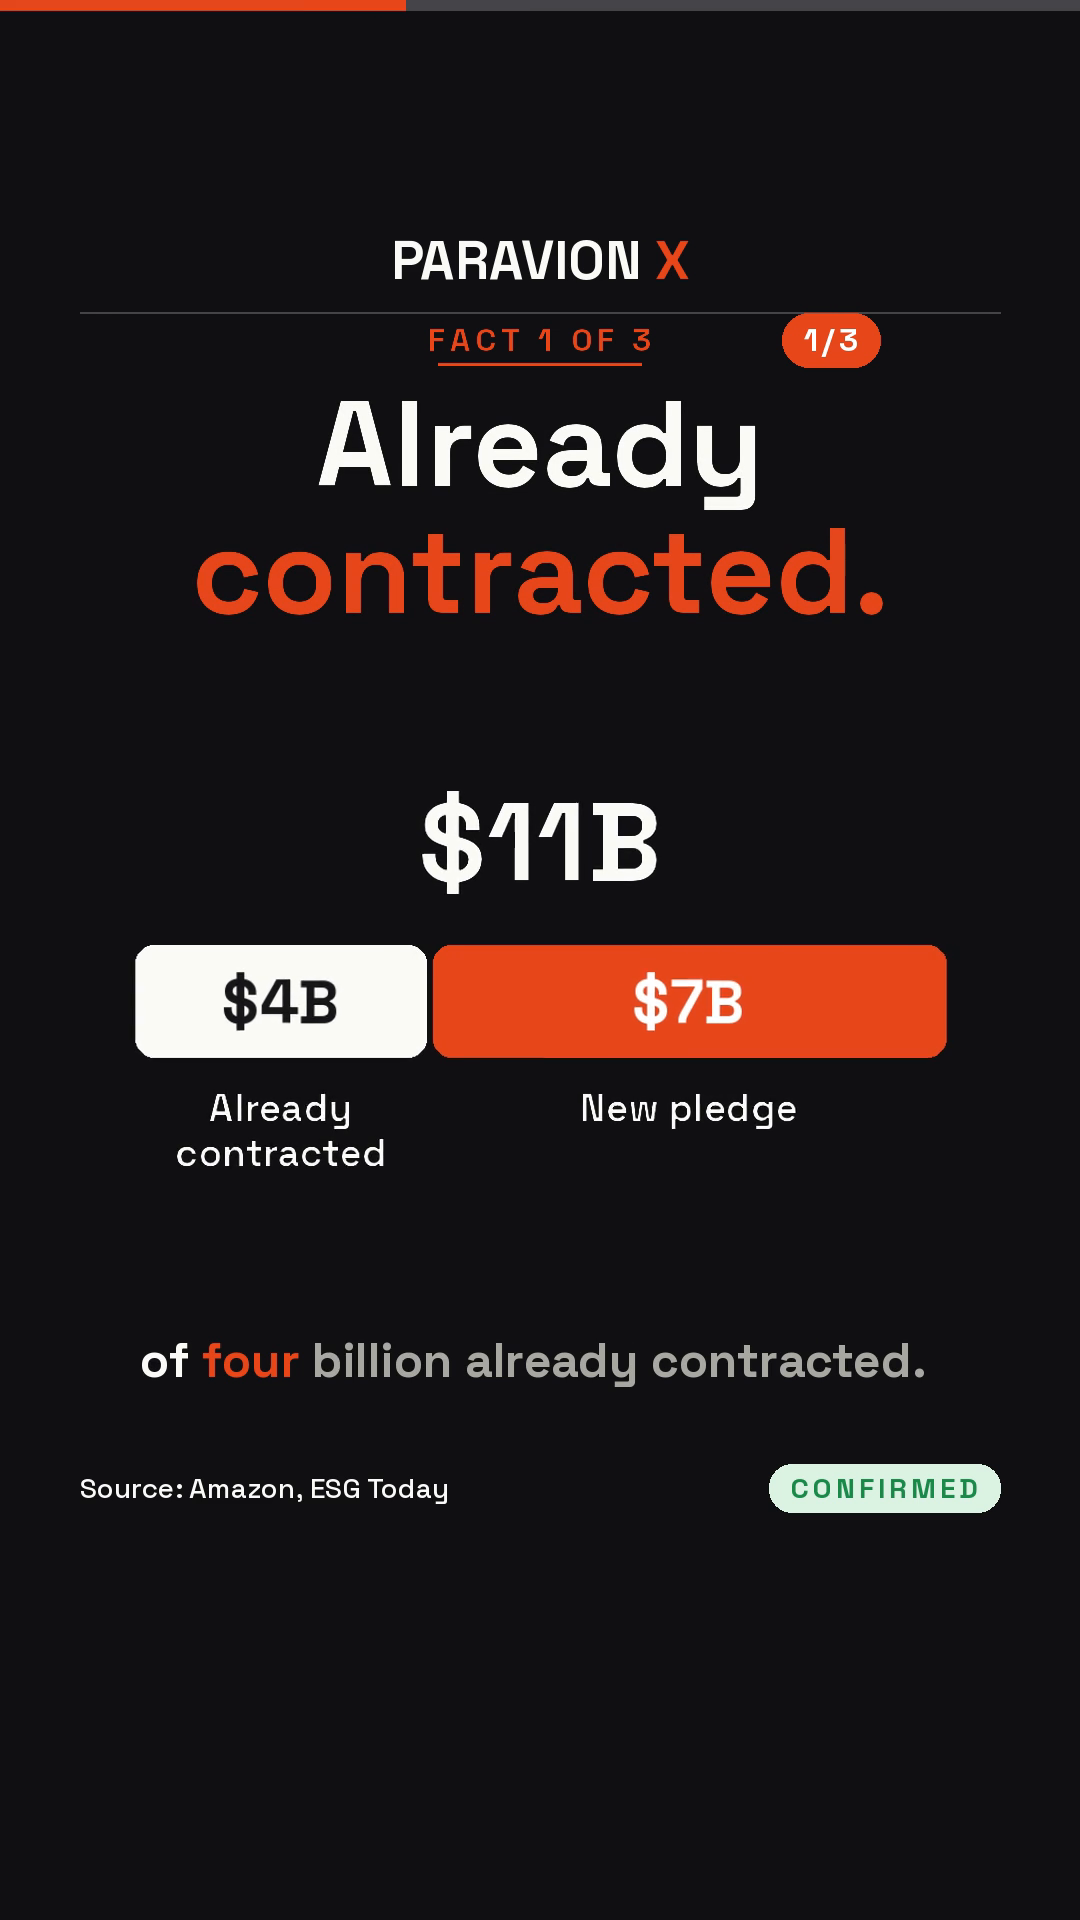 PARAVION X
FACT 1 OF 3
1/3
Already
contracted.
$11B
$4B
$7B
Already
contracted
New pledge
of four billion already contracted.
Source: Amazon, ESG Today
CONFIRMED